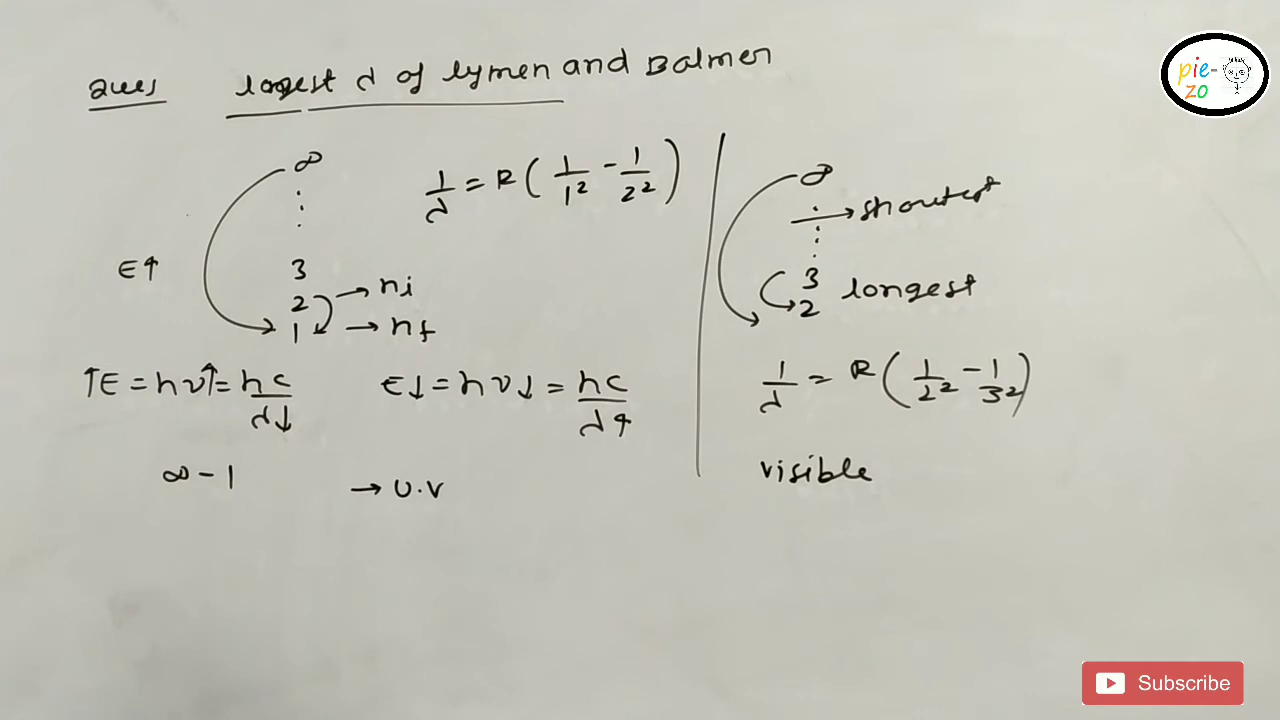 ques longest λ of lymen and Balmer
∞
⋮
3
2 → ni
1 → nf
E↑
1/λ = R(1/1² - 1/2²)
↑E = hν↑ = hc/λ↓
E↓ = hν↓ = hc/λ↑
∞ - 1
→ U.V
∞
→ shortest
⋮
3
2 longest
1/λ = R(1/2² - 1/3²)
visible
pie-
zo
Subscribe